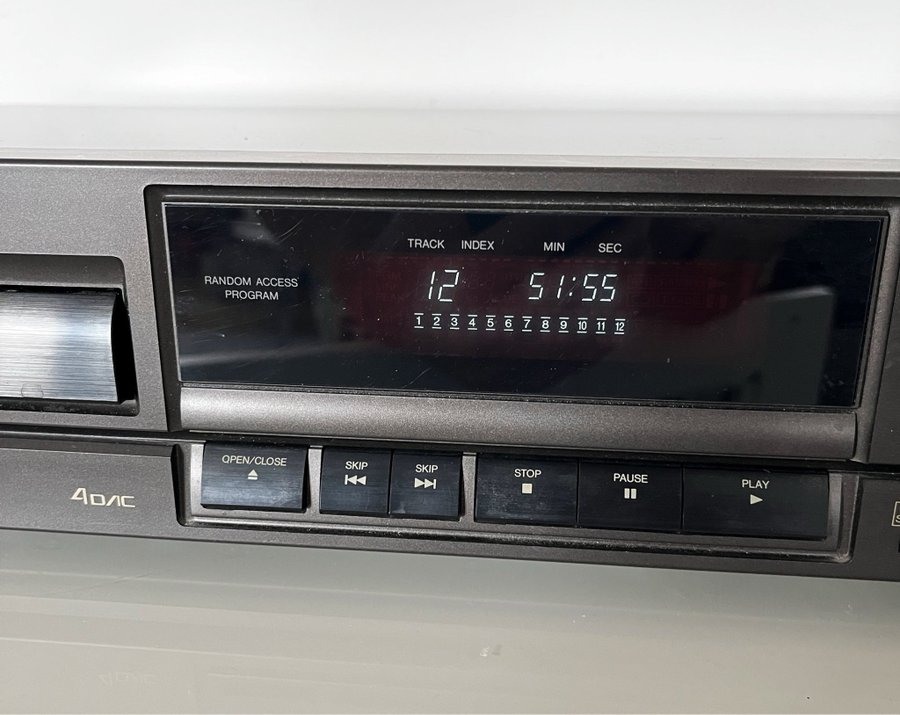 TRACK INDEX MIN SEC
RANDOM ACCESS
PROGRAM
12 51:55
1 2 3 4 5 6 7 8 9 10 11 12
OPEN/CLOSE
SKIP
SKIP
STOP
PAUSE
PLAY
4DAC